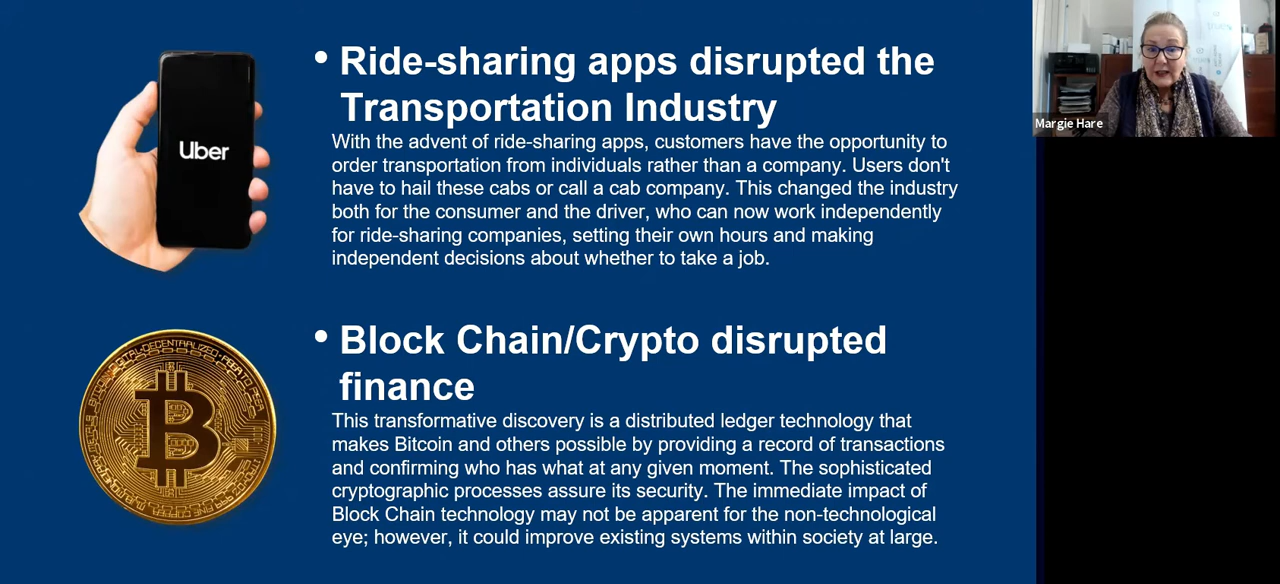 Uber
• Ride-sharing apps disrupted the
Transportation Industry
With the advent of ride-sharing apps, customers have the opportunity to
order transportation from individuals rather than a company. Users don't
have to hail these cabs or call a cab company. This changed the industry
both for the consumer and the driver, who can now work independently
for ride-sharing companies, setting their own hours and making
independent decisions about whether to take a job.
• Block Chain/Crypto disrupted
finance
This transformative discovery is a distributed ledger technology that
makes Bitcoin and others possible by providing a record of transactions
and confirming who has what at any given moment. The sophisticated
cryptographic processes assure its security. The immediate impact of
Block Chain technology may not be apparent for the non-technological
eye; however, it could improve existing systems within society at large.
Margie Hare